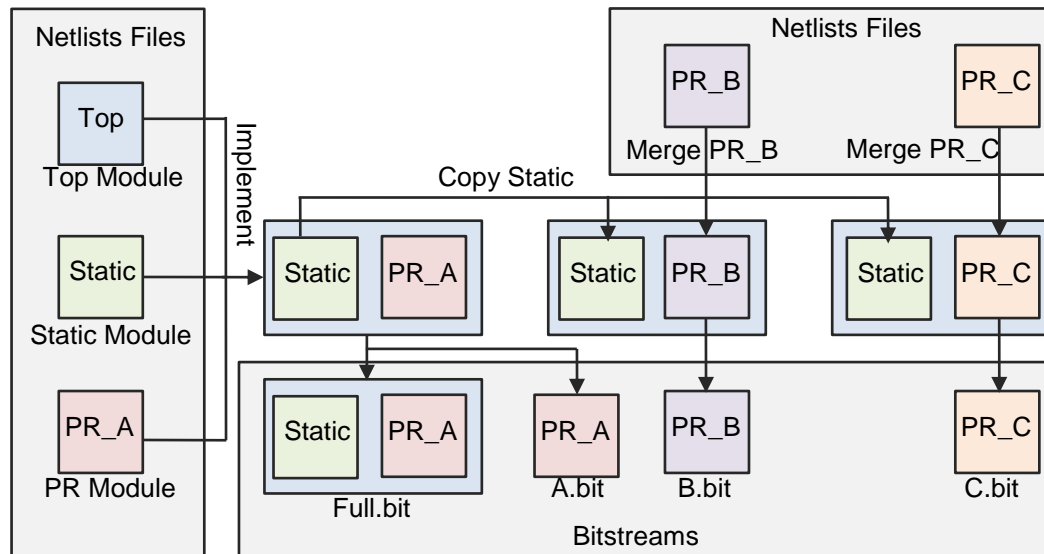 Netlists Files
Top
Top Module
Static
Static Module
PR_A
PR Module
Implement
Netlists Files
PR_B
PR_C
Merge PR_B
Merge PR_C
Copy Static
Static
PR_A
Static
PR_B
Static
PR_C
Static
PR_A
Full.bit
PR_A
A.bit
PR_B
B.bit
PR_C
C.bit
Bitstreams